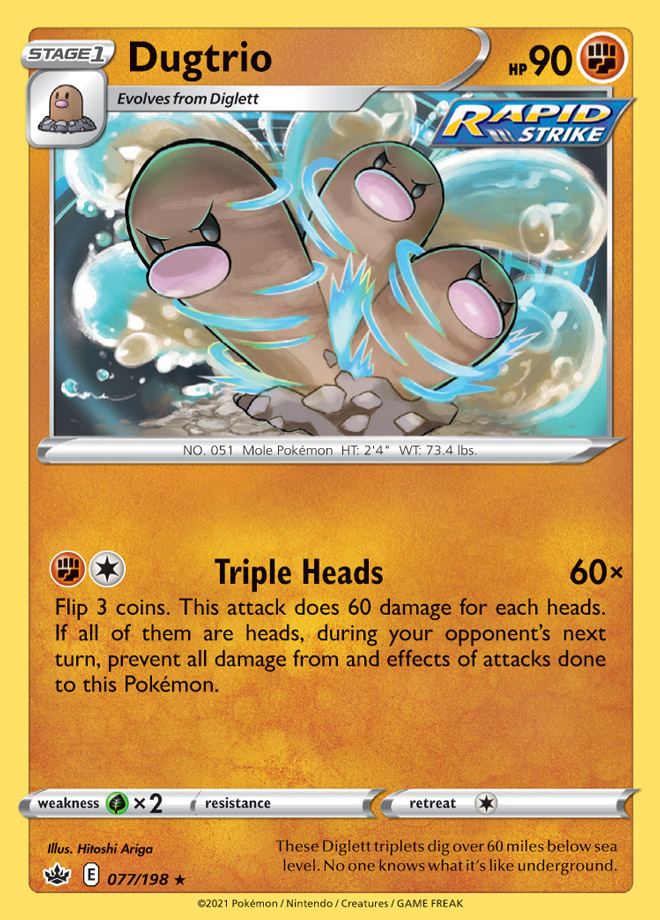 STAGE1
Dugtrio
HP 90
Evolves from Diglett
RAPID
STRIKE
NO. 051 Mole Pokémon HT: 2'4" WT: 73.4 lbs.
Triple Heads 60×
Flip 3 coins. This attack does 60 damage for each heads.
If all of them are heads, during your opponent's next
turn, prevent all damage from and effects of attacks done
to this Pokémon.
weakness ×2 resistance retreat
Illus. Hitoshi Ariga
These Diglett triplets dig over 60 miles below sea
level. No one knows what it's like underground.
E 077/198 ★
©2021 Pokémon / Nintendo / Creatures / GAME FREAK